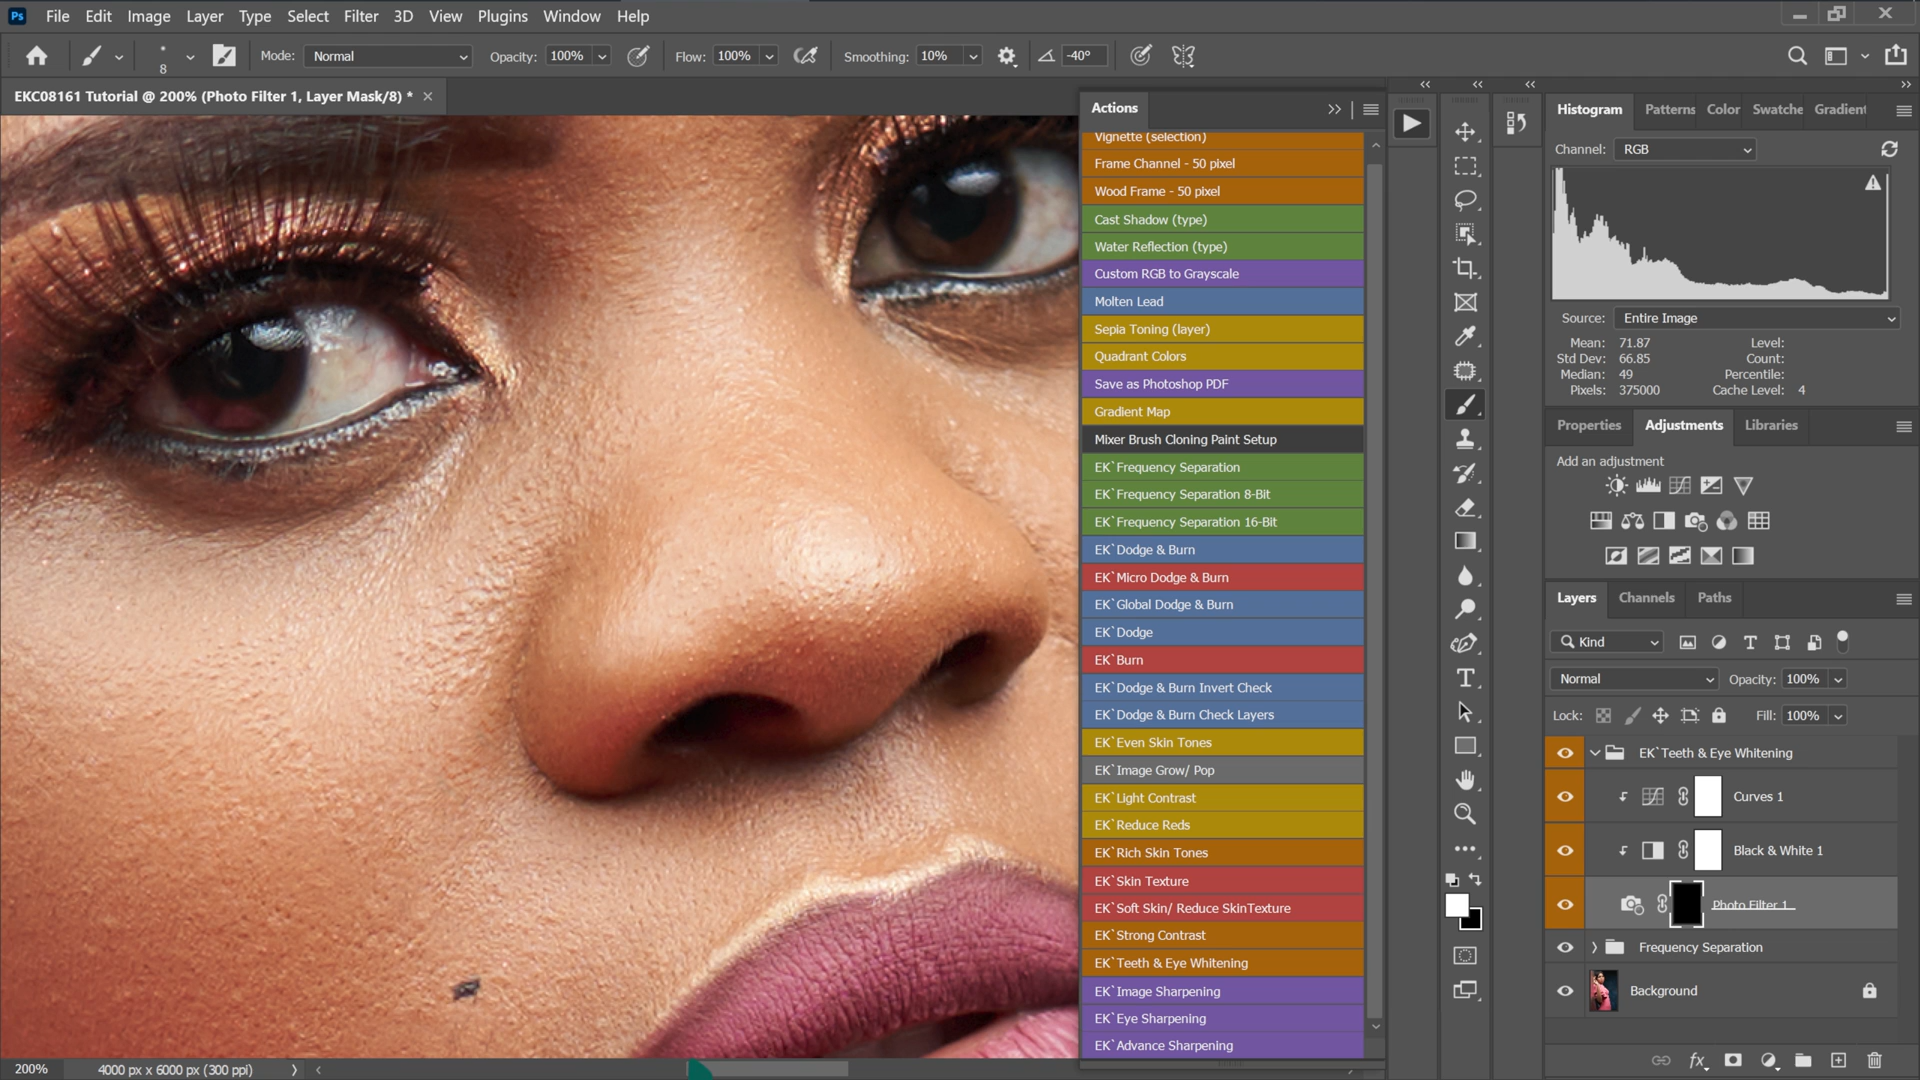 Ps File Edit Image Layer Type Select Filter 3D View Plugins Window Help
8 Mode: Normal Opacity: 100% Flow: 100% Smoothing: 10% -40°
EKC08161 Tutorial @ 200% (Photo Filter 1, Layer Mask/8) * ×
Actions
Vignette (selection)
Frame Channel - 50 pixel
Wood Frame - 50 pixel
Cast Shadow (type)
Water Reflection (type)
Custom RGB to Grayscale
Molten Lead
Sepia Toning (layer)
Quadrant Colors
Save as Photoshop PDF
Gradient Map
Mixer Brush Cloning Paint Setup
EK`Frequency Separation
EK`Frequency Separation 8-Bit
EK`Frequency Separation 16-Bit
EK`Dodge & Burn
EK`Micro Dodge & Burn
EK`Global Dodge & Burn
EK`Dodge
EK`Burn
EK`Dodge & Burn Invert Check
EK`Dodge & Burn Check Layers
EK`Even Skin Tones
EK`Image Grow/ Pop
EK`Light Contrast
EK`Reduce Reds
EK`Rich Skin Tones
EK`Skin Texture
EK`Soft Skin/ Reduce SkinTexture
EK`Strong Contrast
EK`Teeth & Eye Whitening
EK`Image Sharpening
EK`Eye Sharpening
EK`Advance Sharpening
Histogram Patterns Color Swatche Gradient
Channel: RGB
Source: Entire Image
Mean: 71.87 Level:
Std Dev: 66.85 Count:
Median: 49 Percentile:
Pixels: 375000 Cache Level: 4
Properties Adjustments Libraries
Add an adjustment
Layers Channels Paths
Kind
Normal Opacity: 100%
Lock: Fill: 100%
EK`Teeth & Eye Whitening
Curves 1
Black & White 1
Photo Filter 1
Frequency Separation
Background
fx
200% 4000 px x 6000 px (300 ppi)